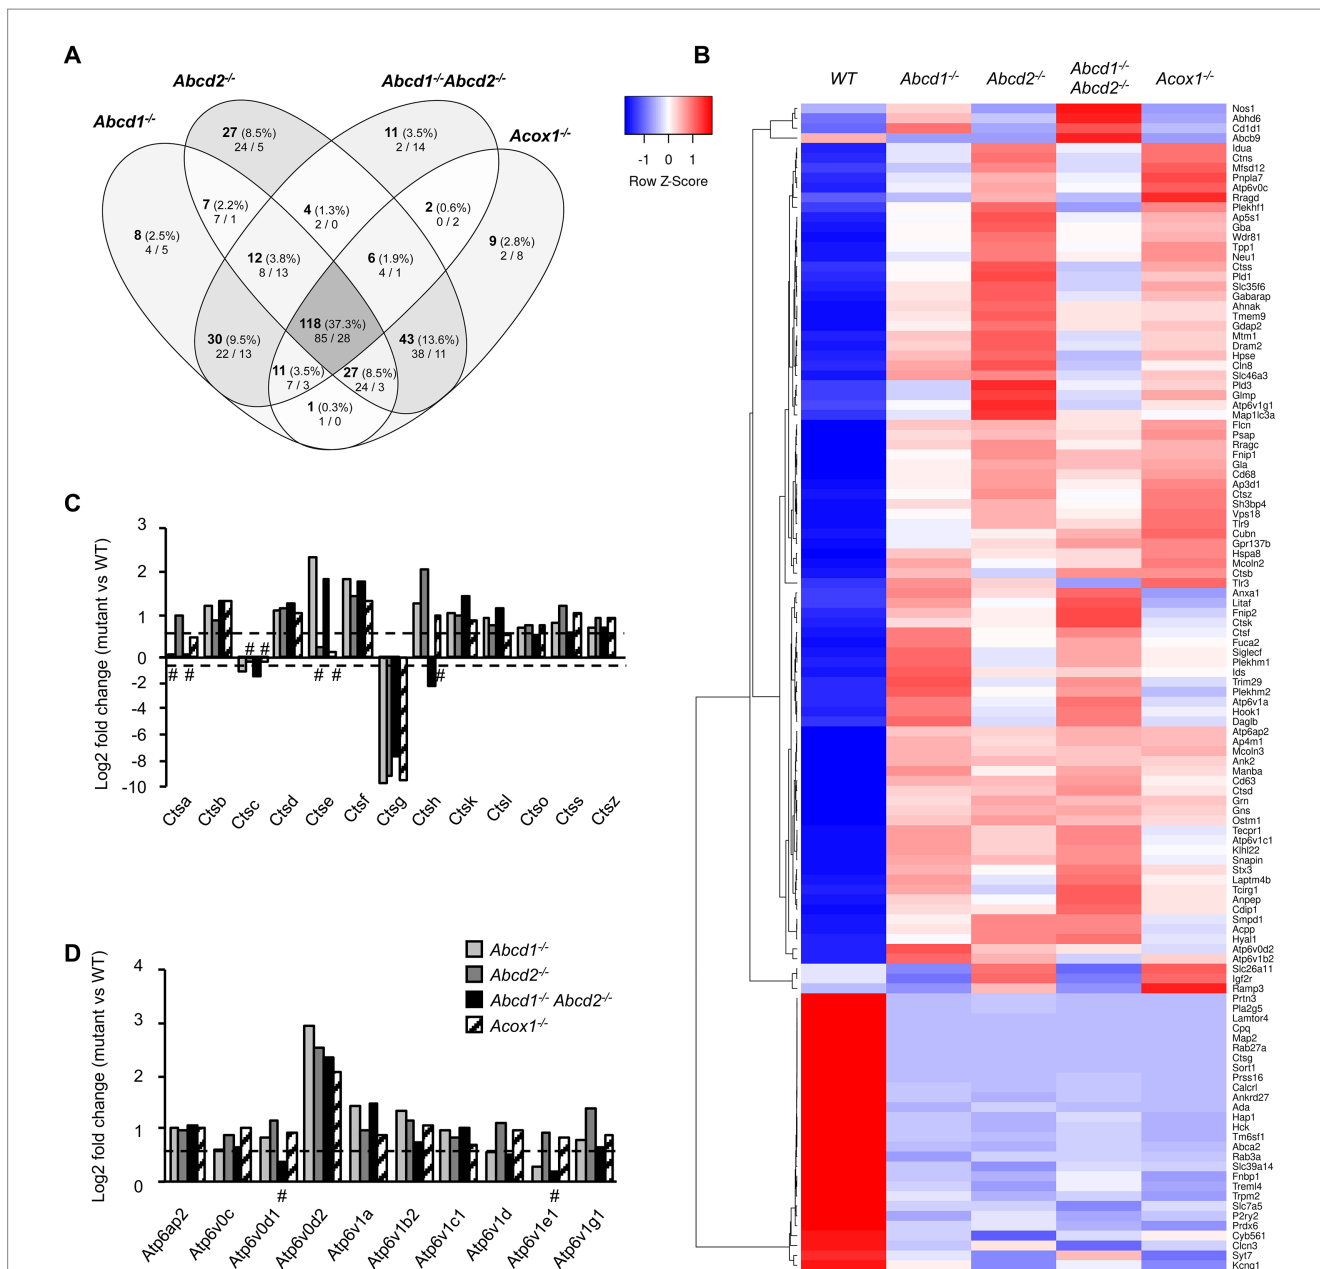 A
Abcd2-/-
Abcd1-/-Abcd2-/-
Abcd1-/-
Acox1-/-
27 (8.5%)
24 / 5
11 (3.5%)
2 / 14
7 (2.2%)
7 / 1
4 (1.3%)
2 / 0
2 (0.6%)
0 / 2
8 (2.5%)
4 / 5
9 (2.8%)
2 / 8
12 (3.8%)
8 / 13
6 (1.9%)
4 / 1
118 (37.3%)
85 / 28
30 (9.5%)
22 / 13
43 (13.6%)
38 / 11
11 (3.5%)
7 / 3
27 (8.5%)
24 / 3
1 (0.3%)
1 / 0
B
-1 0 1
Row Z-Score
WT
Abcd1-/-
Abcd2-/-
Abcd1-/-
Abcd2-/-
Acox1-/-
Nos1
Abhd6
Cd1d1
Abcb9
Idua
Ctns
Mfsd12
Pnpla7
Atp6v0c
Rragd
Plekhf1
Ap5s1
Gba
Wdr81
Tpp1
Neu1
Ctss
Pld1
Slc35f6
Gabarap
Ahnak
Tmem9
Gdap2
Mtm1
Dram2
Hpse
Cln8
Slc46a3
Pld3
Glmp
Atp6v1g1
Map1lc3a
Flcn
Psap
Rragc
Fnip1
Gla
Cd68
Ap3d1
Ctsz
Sh3bp4
Vps18
Tlr9
Cubn
Gpr137b
Hspa8
Mcoln2
Ctsb
Tlr3
Anxa1
Litaf
Fnip2
Ctsk
Ctsf
Fuca2
Siglecf
Plekhm1
Ids
Trim29
Plekhm2
Atp6v1a
Hook1
Daglb
Atp6ap2
Ap4m1
Mcoln3
Ank2
Manba
Cd63
Ctsd
Grn
Gns
Ostm1
Tecpr1
Atp6v1c1
Klhl22
Snapin
Stx3
Laptm4b
Tcirg1
Anpep
Cdip1
Smpd1
Acpp
Hyal1
Atp6v0d2
Atp6v1b2
Slc26a11
Igf2r
Ramp3
Prtn3
Pla2g5
Lamtor4
Cpq
Map2
Rab27a
Ctsg
Sort1
Prss16
Calcrl
Ankrd27
Ada
Hap1
Hck
Tm6sf1
Abca2
Rab3a
Slc39a14
Fnbp1
Treml4
Trpm2
Slc7a5
P2ry2
Prdx6
Cyb561
Clcn3
Syt7
Kcnq1
C
Log2 fold change (mutant vs WT)
3
2
1
0
-2
-4
-6
-8
-10
# #
# # # # #
Ctsa
Ctsb
Ctsc
Ctsd
Ctse
Ctsf
Ctsg
Ctsh
Ctsk
Ctsl
Ctso
Ctss
Ctsz
D
Log2 fold change (mutant vs WT)
4
3
2
1
0
Abcd1-/-
Abcd2-/-
Abcd1-/- Abcd2-/-
Acox1-/-
# #
Atp6ap2
Atp6v0c
Atp6v0d1
Atp6v0d2
Atp6v1a
Atp6v1b2
Atp6v1c1
Atp6v1d
Atp6v1e1
Atp6v1g1